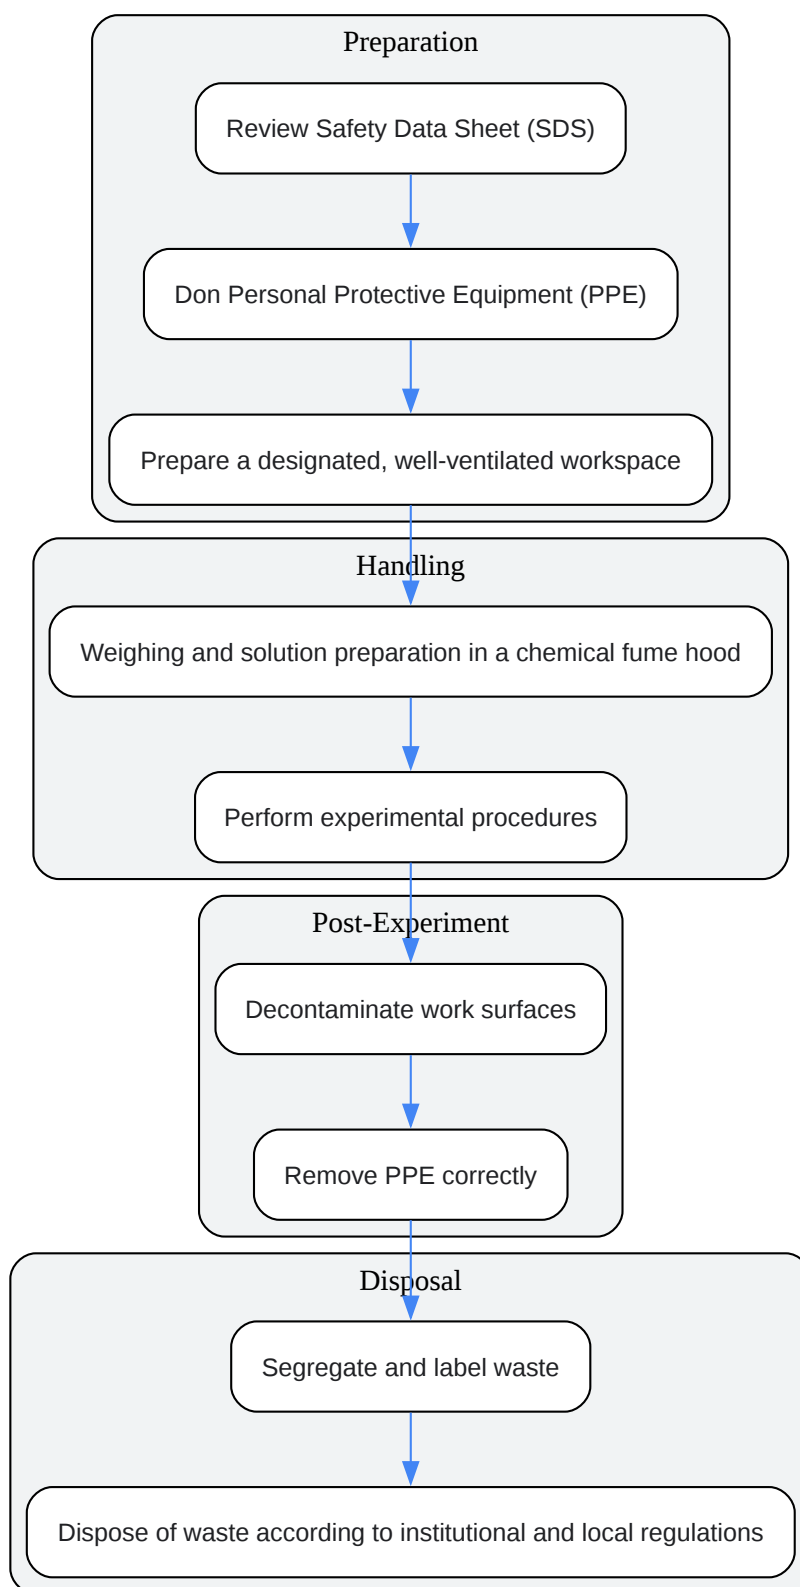 Preparation
Review Safety Data Sheet (SDS)
Don Personal Protective Equipment (PPE)
Prepare a designated, well-ventilated workspace
Handling
Weighing and solution preparation in a chemical fume hood
Perform experimental procedures
Post-Experiment
Decontaminate work surfaces
Remove PPE correctly
Disposal
Segregate and label waste
Dispose of waste according to institutional and local regulations